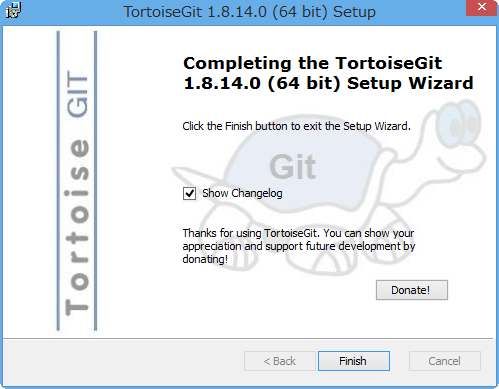 TortoiseGit 1.8.14.0 (64 bit) Setup
Tortoise GIT
Completing the TortoiseGit
1.8.14.0 (64 bit) Setup Wizard
Click the Finish button to exit the Setup Wizard.
Git
Show Changelog
Thanks for using TortoiseGit. You can show your
appreciation and support future development by
donating!
Donate!
< Back
Finish
Cancel